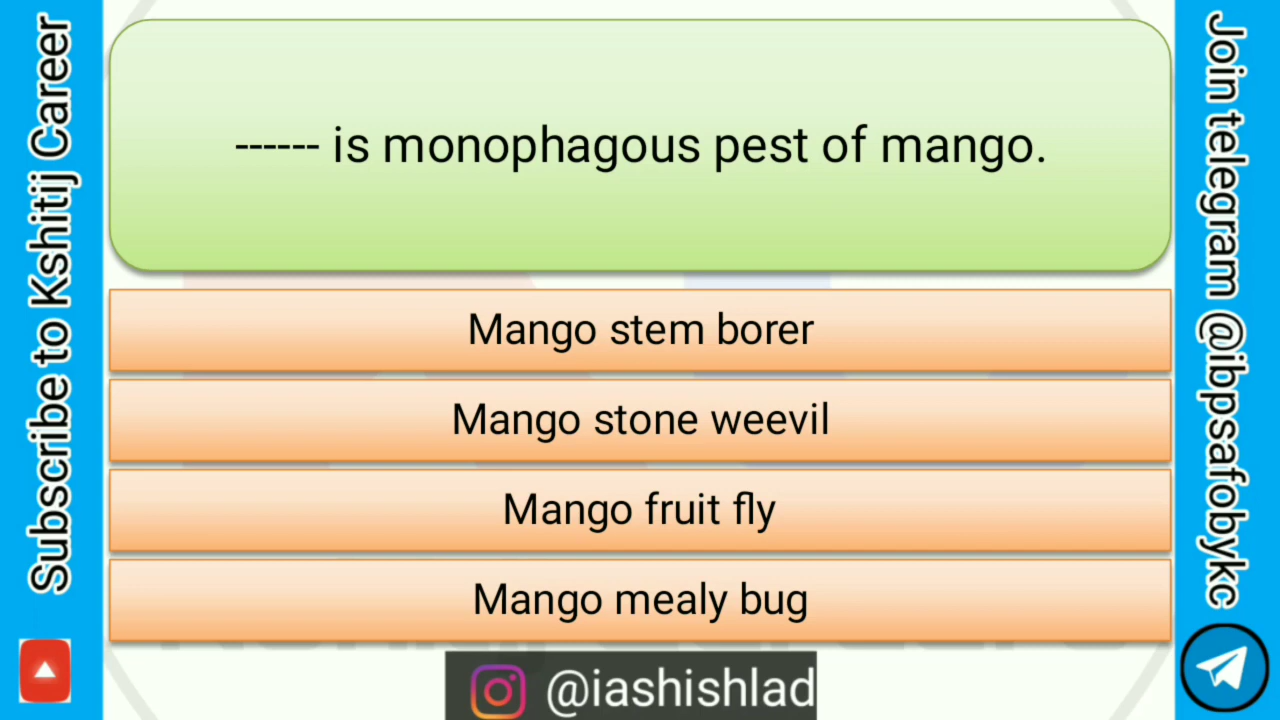 Subscribe to Kshitij Career
------ is monophagous pest of mango.
Mango stem borer
Mango stone weevil
Mango fruit fly
Mango mealy bug
@iashishlad
Join telegram @ibpsafobykc